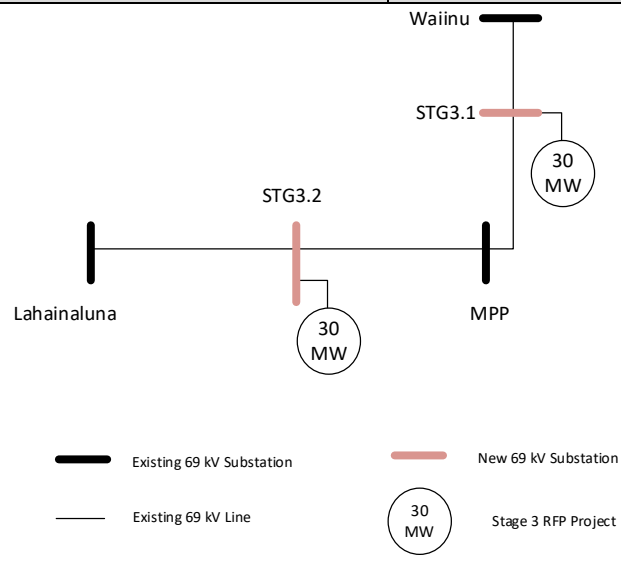 Waiinu
STG3.1
30
MW
STG3.2
Lahainaluna
30
MW
MPP
Existing 69 kV Substation
New 69 kV Substation
Existing 69 kV Line
30
MW
Stage 3 RFP Project